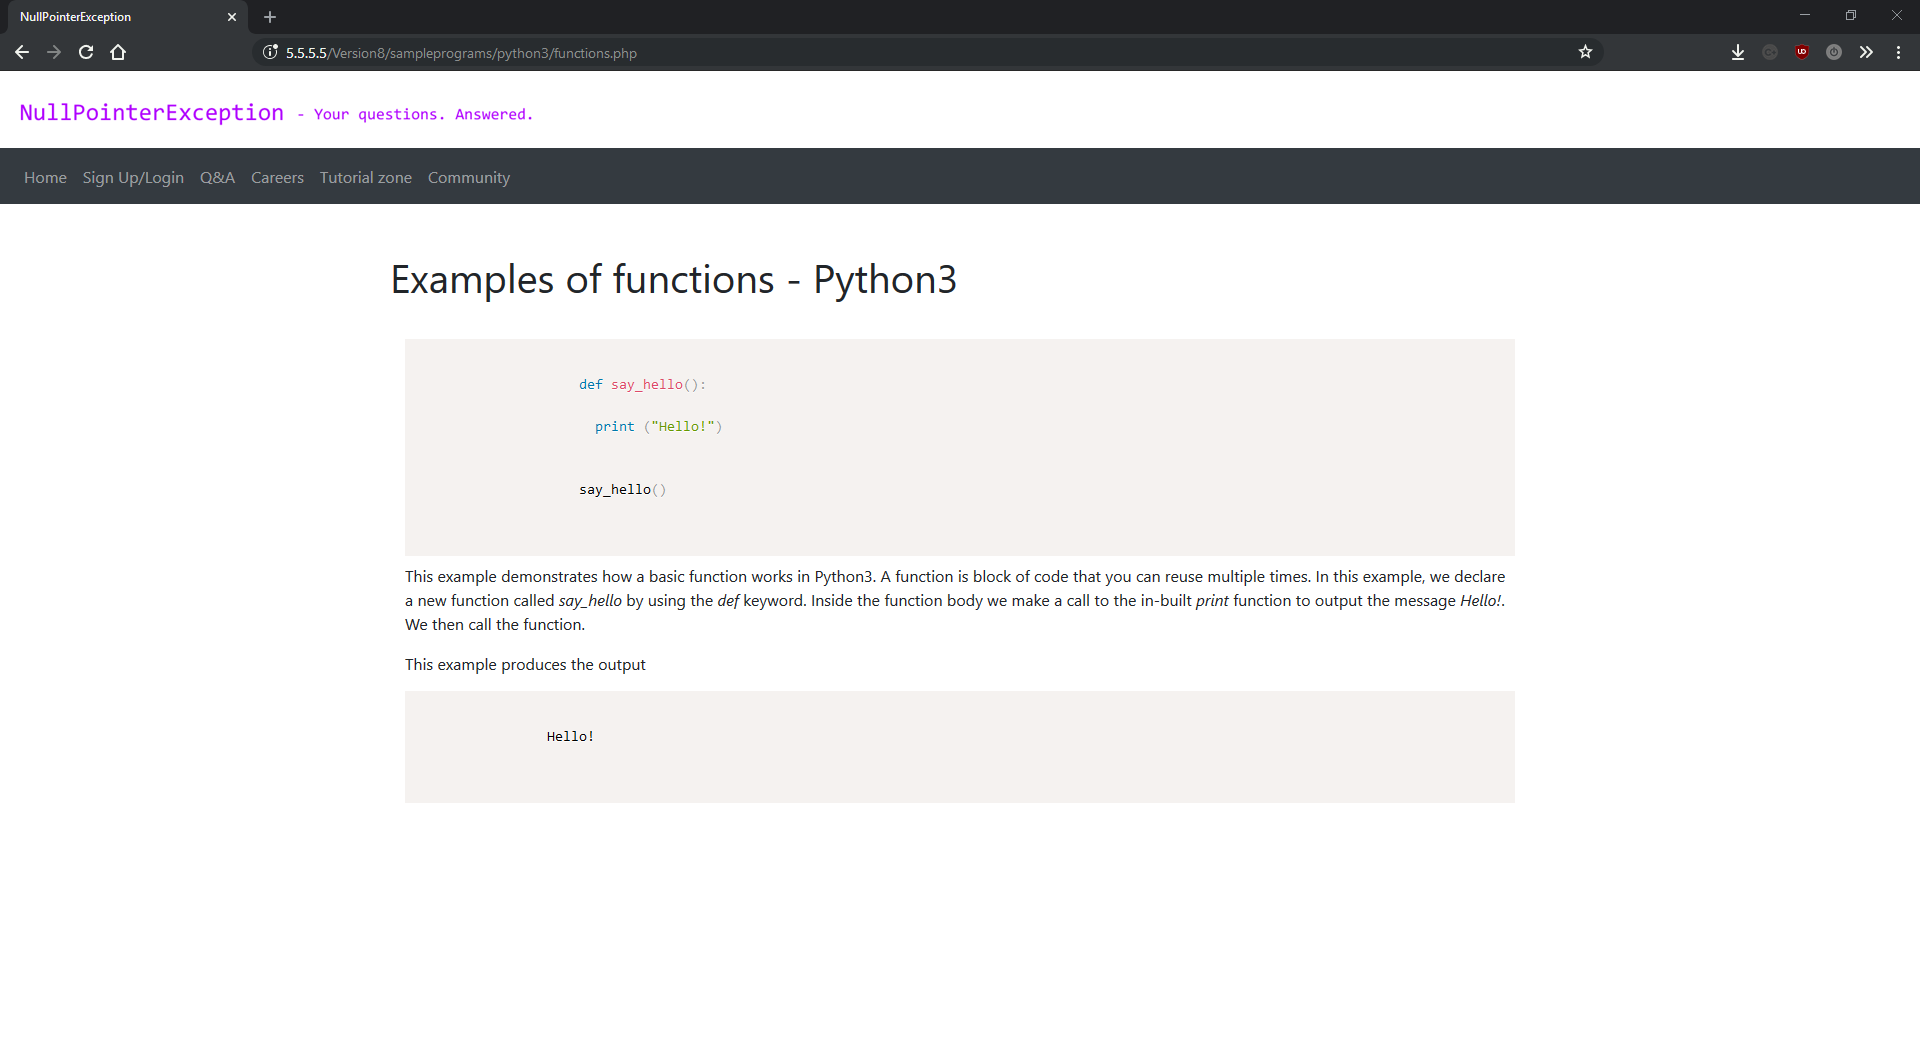 NullPointerException
5.5.5.5/Version8/sampleprograms/python3/functions.php
NullPointerException - Your questions. Answered.
Home Sign Up/Login Q&A Careers Tutorial zone Community
Examples of functions - Python3
def say_hello():
print ("Hello!")
say_hello()
This example demonstrates how a basic function works in Python3. A function is block of code that you can reuse multiple times. In this example, we declare
a new function called say_hello by using the def keyword. Inside the function body we make a call to the in-built print function to output the message Hello!.
We then call the function.
This example produces the output
Hello!